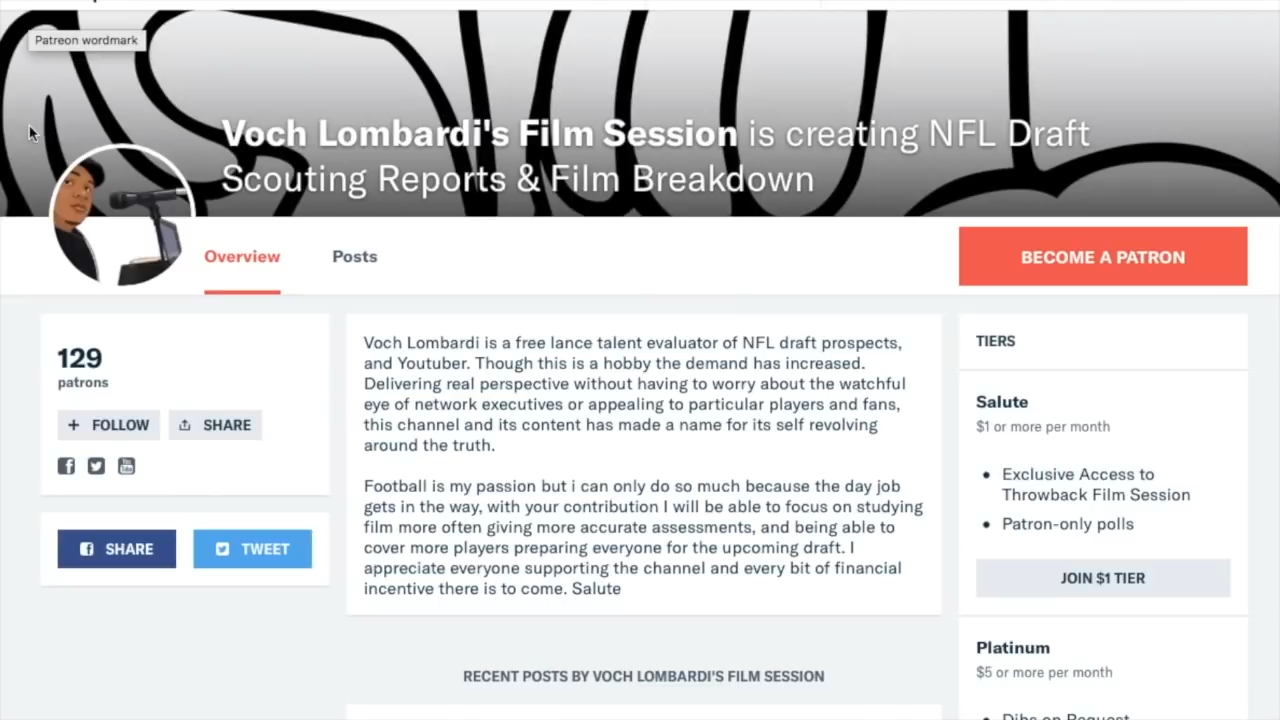 Patreon wordmark
Voch Lombardi's Film Session is creating NFL Draft
Scouting Reports & Film Breakdown
Overview
Posts
BECOME A PATRON
129
patrons
+ FOLLOW
SHARE
SHARE
TWEET
Voch Lombardi is a free lance talent evaluator of NFL draft prospects,
and Youtuber. Though this is a hobby the demand has increased.
Delivering real perspective without having to worry about the watchful
eye of network executives or appealing to particular players and fans,
this channel and its content has made a name for its self revolving
around the truth.
Football is my passion but i can only do so much because the day job
gets in the way, with your contribution I will be able to focus on studying
film more often giving more accurate assessments, and being able to
cover more players preparing everyone for the upcoming draft. I
appreciate everyone supporting the channel and every bit of financial
incentive there is to come. Salute
RECENT POSTS BY VOCH LOMBARDI'S FILM SESSION
TIERS
Salute
$1 or more per month
• Exclusive Access to
Throwback Film Session
• Patron-only polls
JOIN $1 TIER
Platinum
$5 or more per month
• Dibs on Request